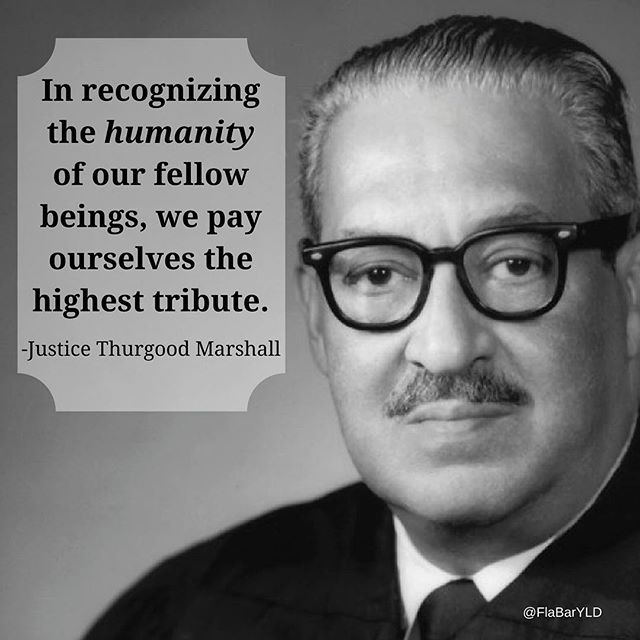 In recognizing
the humanity
of our fellow
beings, we pay
ourselves the
highest tribute.
-Justice Thurgood Marshall
@FlaBarYLD